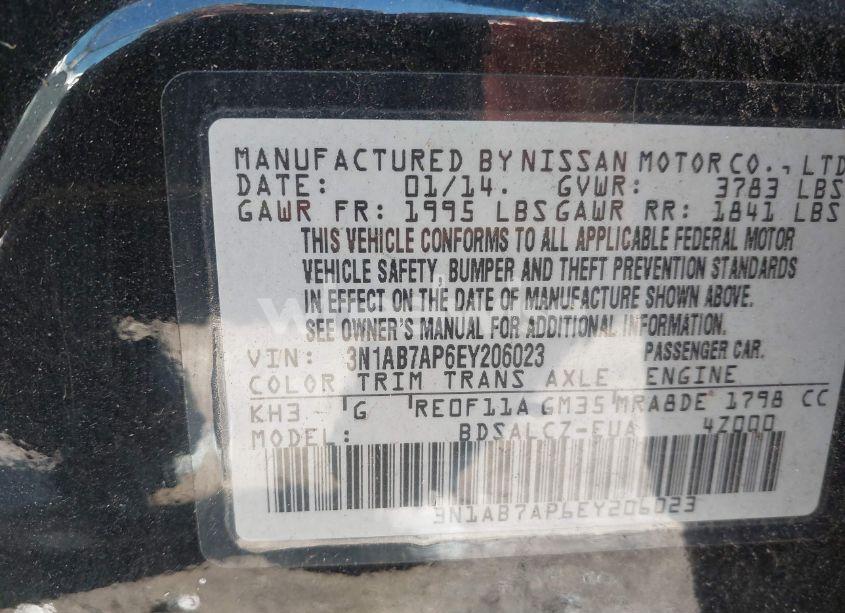 MANUFACTURED BY NISSAN MOTOR CO., LTD
DATE: 01/14. GVWR: 3783 LBS
GAWR FR: 1995 LBS GAWR RR: 1841 LBS
THIS VEHICLE CONFORMS TO ALL APPLICABLE FEDERAL MOTOR
VEHICLE SAFETY, BUMPER AND THEFT PREVENTION STANDARDS
IN EFFECT ON THE DATE OF MANUFACTURE SHOWN ABOVE.
SEE OWNER'S MANUAL FOR ADDITIONAL INFORMATION.
VIN: 3N1AB7AP6EY206023 PASSENGER CAR.
COLOR TRIM TRANS AXLE ENGINE
KH3 G RE0F11A GM35 MRA8DE 1798 CC
MODEL: BDSALCZ-EUA 4Z000
3N1AB7AP6EY206023